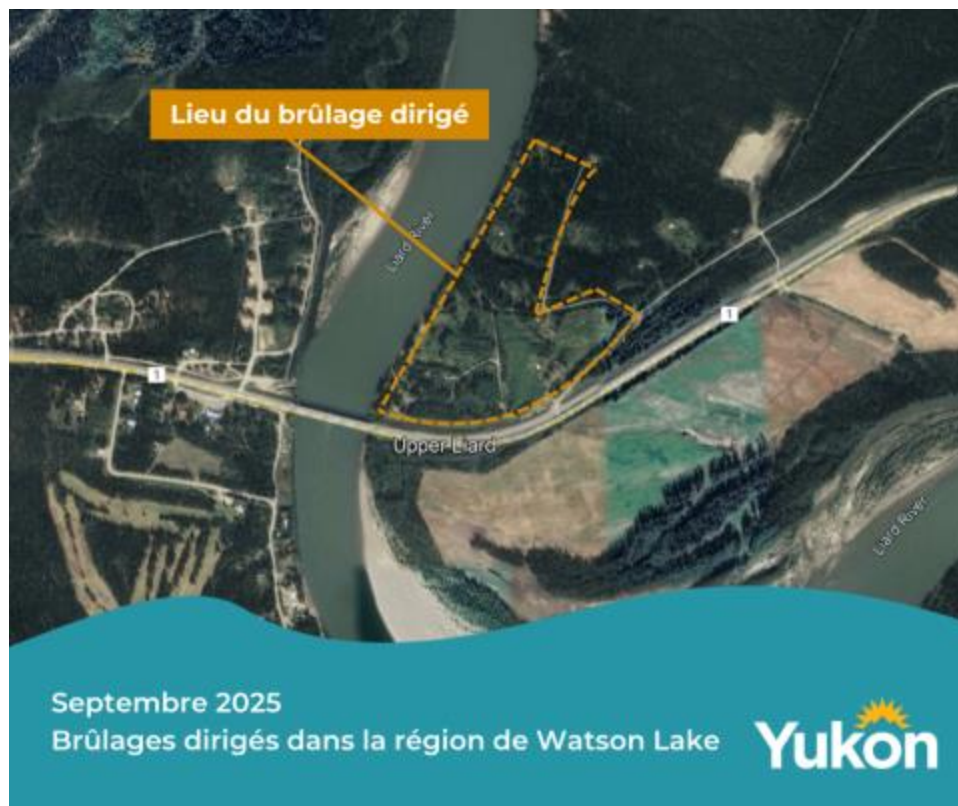 Lieu du brûlage dirigé
Liard River
1
1
Upper Liard
Liard River
Septembre 2025
Brûlages dirigés dans la région de Watson Lake
Yukon